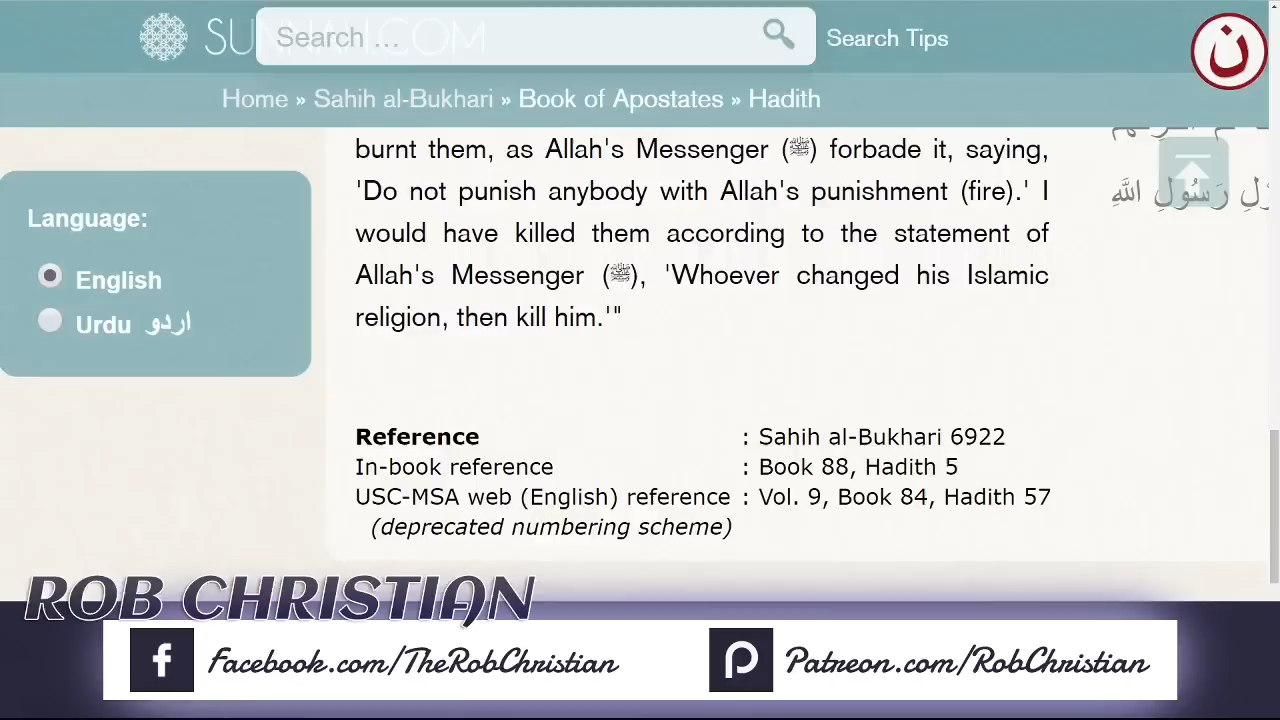 Search …
Search Tips
ن
Home » Sahih al-Bukhari » Book of Apostates » Hadith
burnt them, as Allah's Messenger (ﷺ) forbade it, saying,
'Do not punish anybody with Allah's punishment (fire).' I
would have killed them according to the statement of
Allah's Messenger (ﷺ), 'Whoever changed his Islamic
religion, then kill him.'"
رَسُولِ اللَّهِ
Language:
English
Urdu اردو
Reference : Sahih al-Bukhari 6922
In-book reference : Book 88, Hadith 5
USC-MSA web (English) reference : Vol. 9, Book 84, Hadith 57
(deprecated numbering scheme)
ROB CHRISTIAN
f Facebook.com/TheRobChristian
Patreon.com/RobChristian